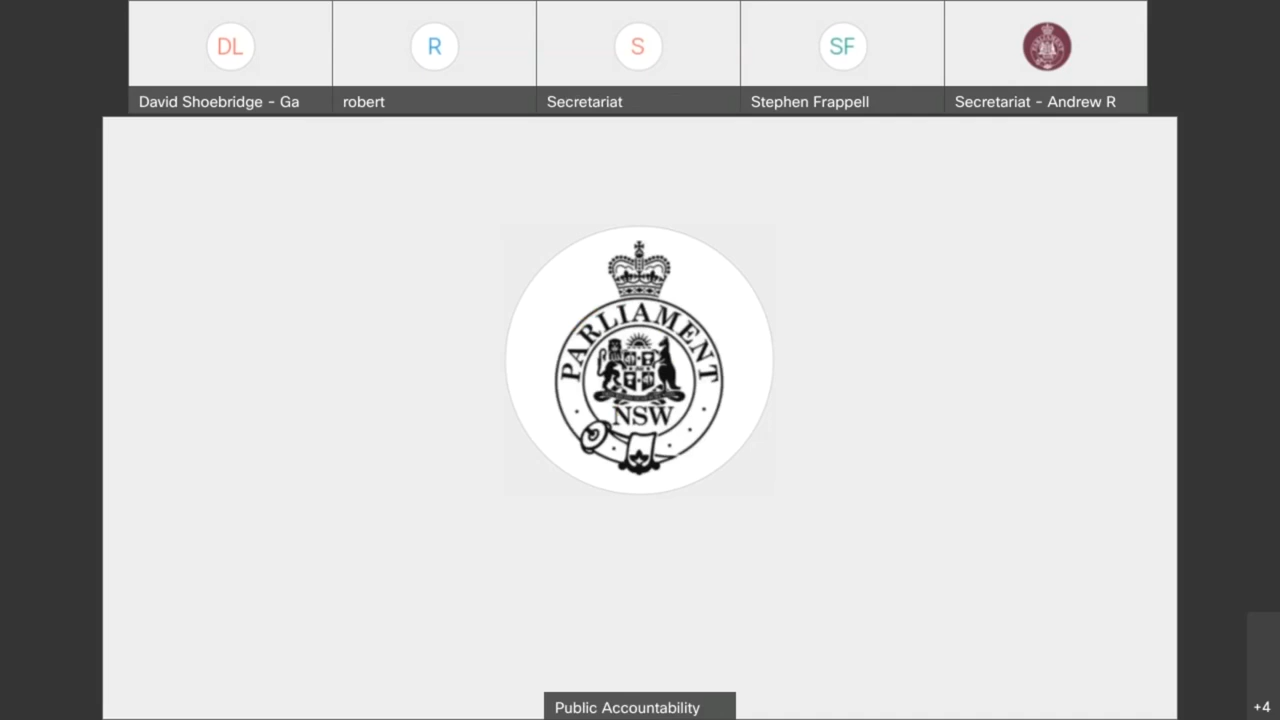 DL
R
S
SF
David Shoebridge - Ga
robert
Secretariat
Stephen Frappell
Secretariat - Andrew R
PARLIAMENT
NSW
Public Accountability
+4